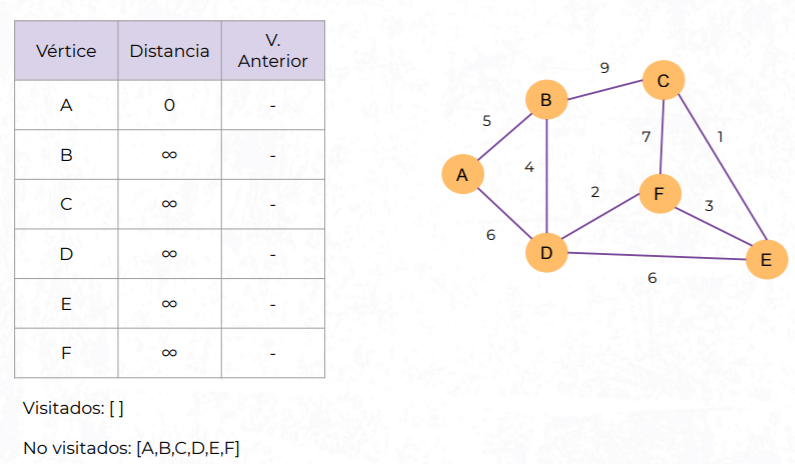 Vértice Distancia V. Anterior
A 0 -
B ∞ -
C ∞ -
D ∞ -
E ∞ -
F ∞ -
Visitados: [ ]
No visitados: [A,B,C,D,E,F]
9
C
B
5
7
1
4
A
2
F
3
6
D
E
6